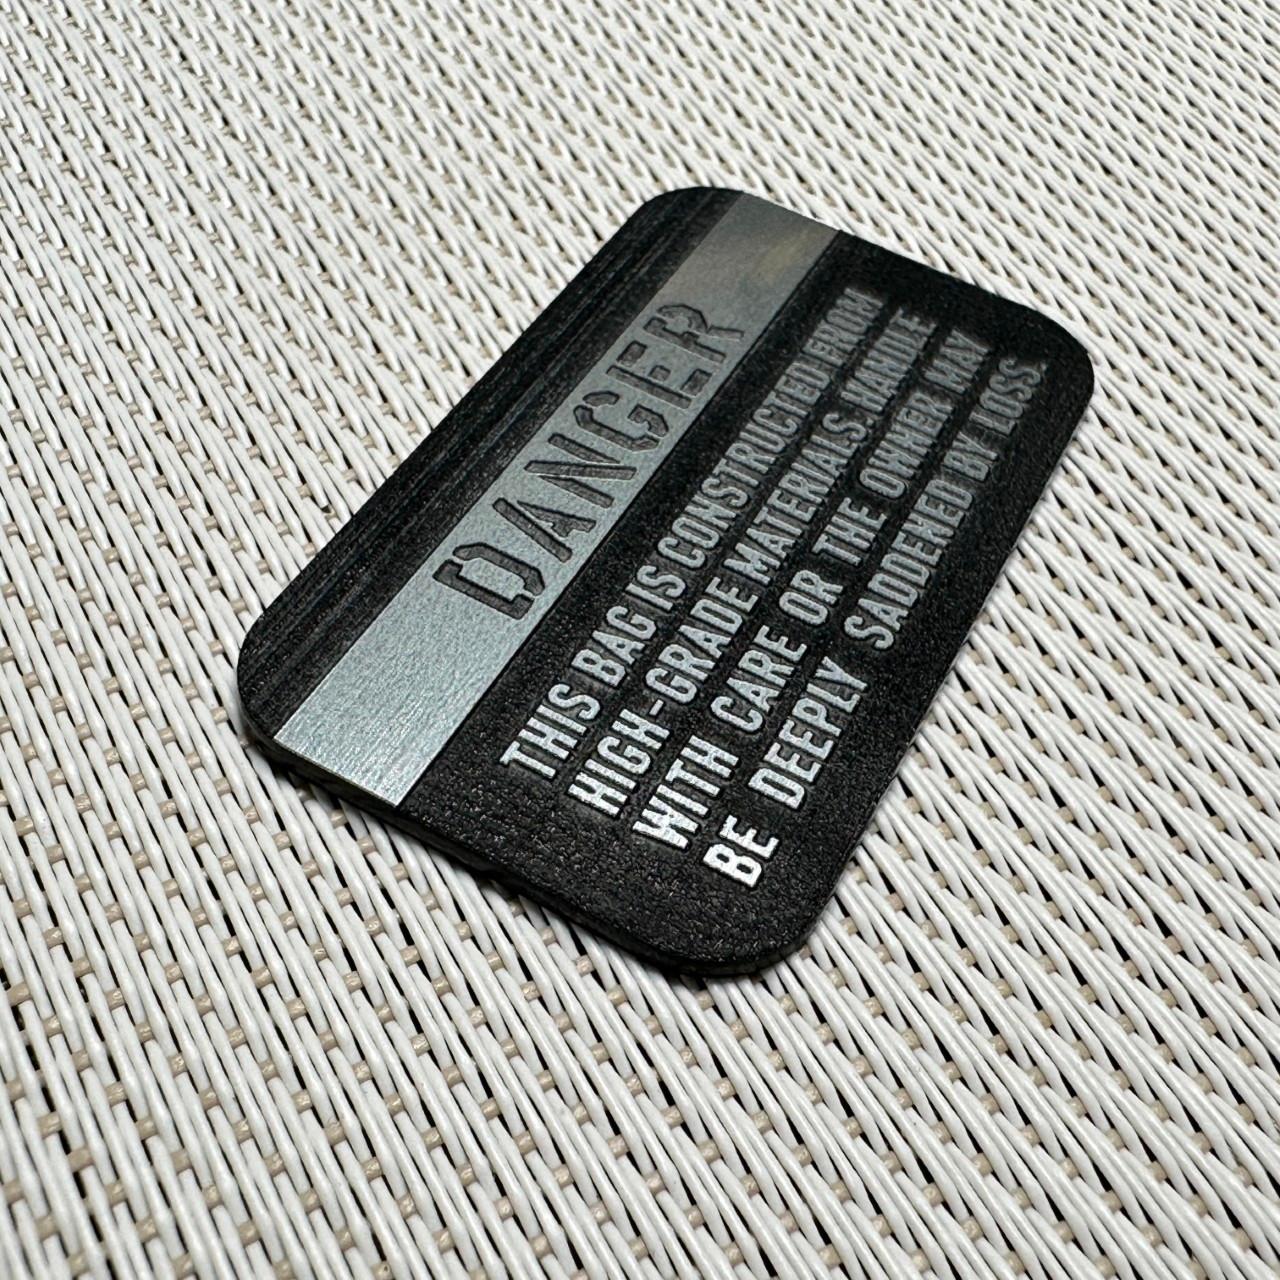 DANGER
THIS BAG IS CONSTRUCTED FROM
HIGH-GRADE MATERIALS. HANDLE
WITH CARE OR THE OWNER MAY
BE DEEPLY SADDENED BY LOSS.